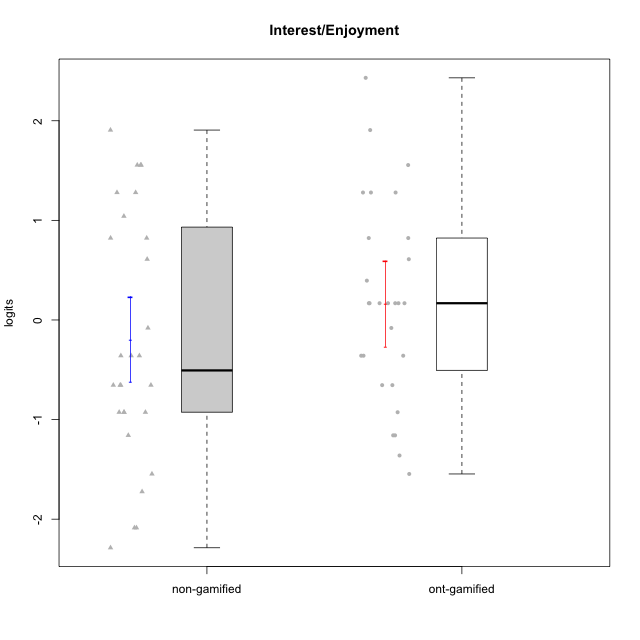 Interest/Enjoyment
logits
2
1
0
-1
-2
non-gamified
ont-gamified